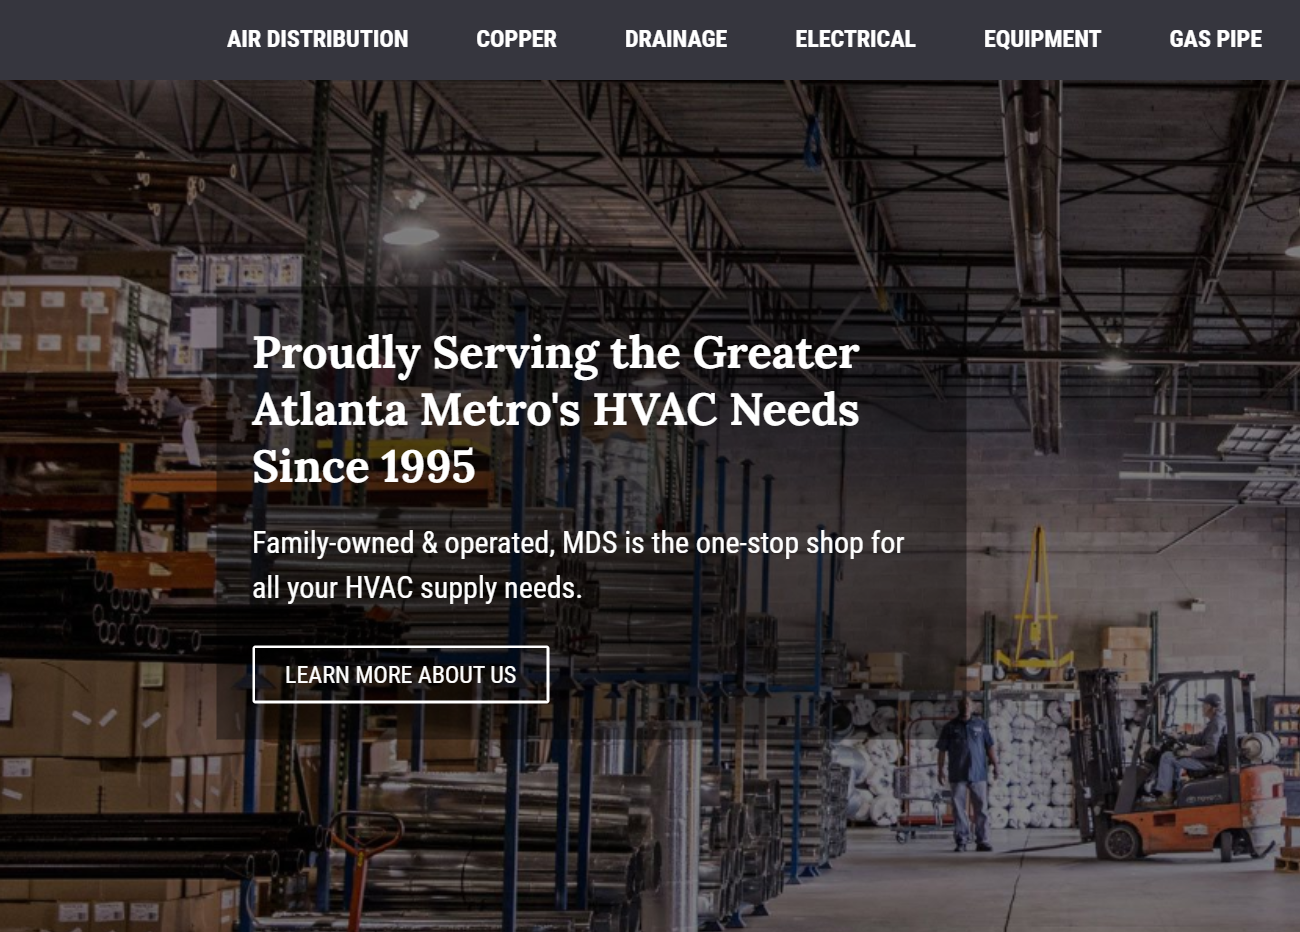 AIR DISTRIBUTION COPPER DRAINAGE ELECTRICAL EQUIPMENT GAS PIPE
Proudly Serving the Greater
Atlanta Metro's HVAC Needs
Since 1995
Family-owned & operated, MDS is the one-stop shop for
all your HVAC supply needs.
LEARN MORE ABOUT US